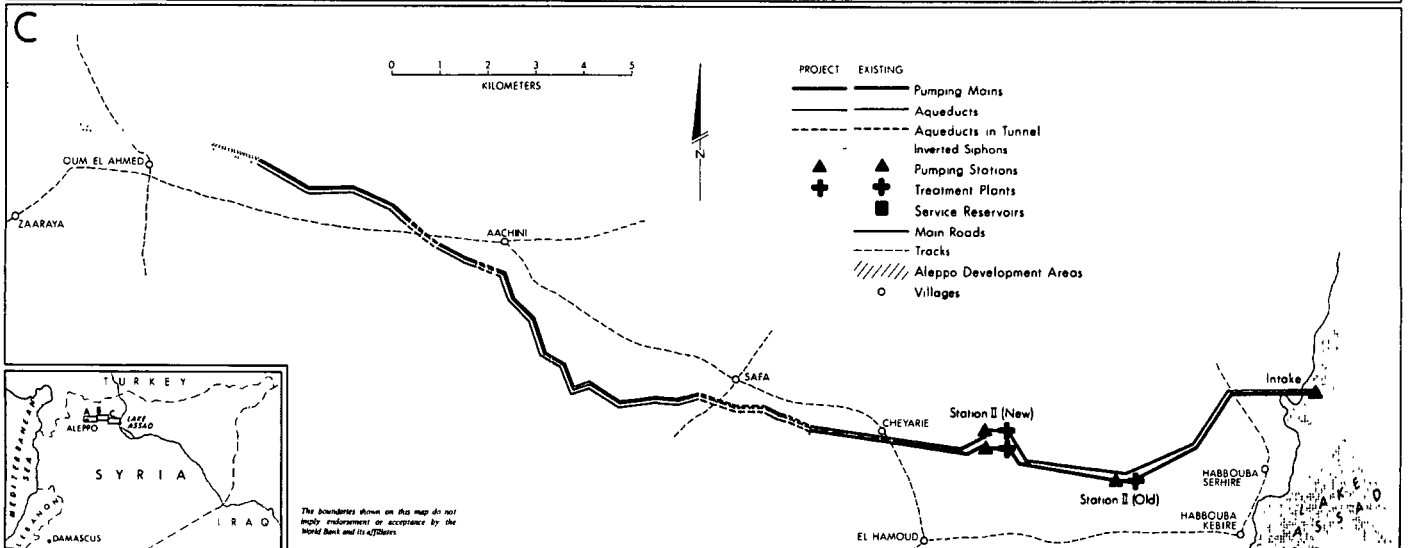 C
0 1 2 3 4 5
KILOMETERS
N
PROJECT EXISTING
Pumping Mains
Aqueducts
Aqueducts in Tunnel
Inverted Siphons
Pumping Stations
Treatment Plants
Service Reservoirs
Main Roads
Tracks
Aleppo Development Areas
Villages
OUM EL AHMED
ZAARAYA
AACHINI
SAFA
CHEYARIE
Station II (New)
Station II (Old)
Intake
HABBOUBA
SERHIRE
HABBOUBA
KEBIRE
EL HAMOUD
LAKE
ASSAD
TURKEY
A B C
ALEPPO
LAKE
ASSAD
MEDITERRANEAN
SEA
SYRIA
LEBANON
IRAQ
DAMASCUS
The boundaries shown on this map do not
imply endorsement or acceptance by the
World Bank and its affiliates.